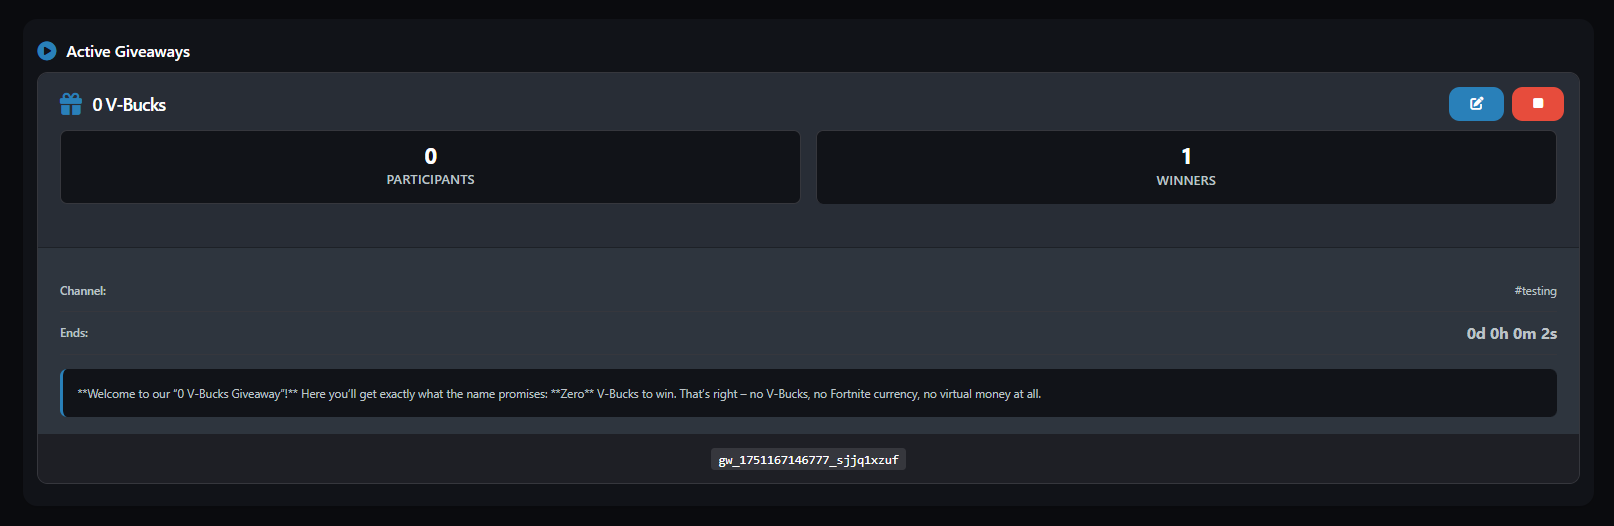 Active Giveaways
0 V-Bucks
0
PARTICIPANTS
1
WINNERS
Channel:
#testing
Ends:
0d 0h 0m 2s
**Welcome to our “0 V-Bucks Giveaway”!** Here you’ll get exactly what the name promises: **Zero** V-Bucks to win. That’s right – no V-Bucks, no Fortnite currency, no virtual money at all.
gw_1751167146777_sjjq1xzuf